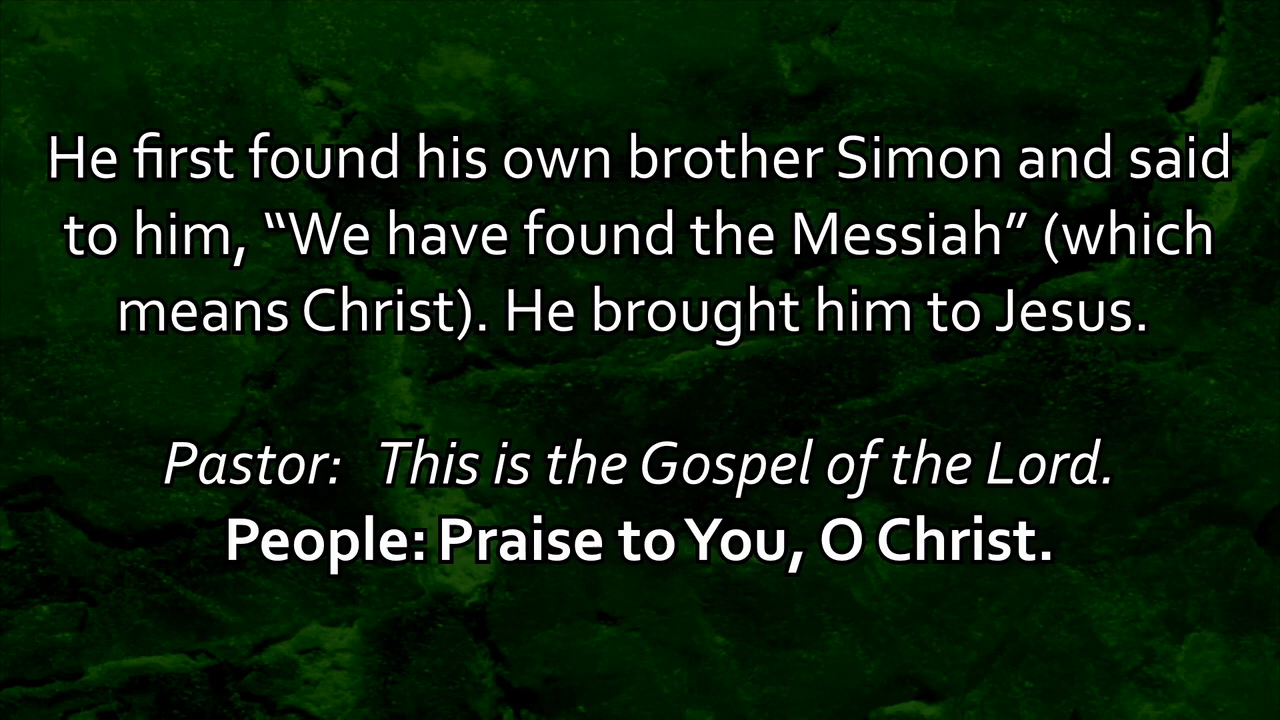 He first found his own brother Simon and said
to him, “We have found the Messiah” (which
means Christ). He brought him to Jesus.
Pastor: This is the Gospel of the Lord.
People: Praise to You, O Christ.